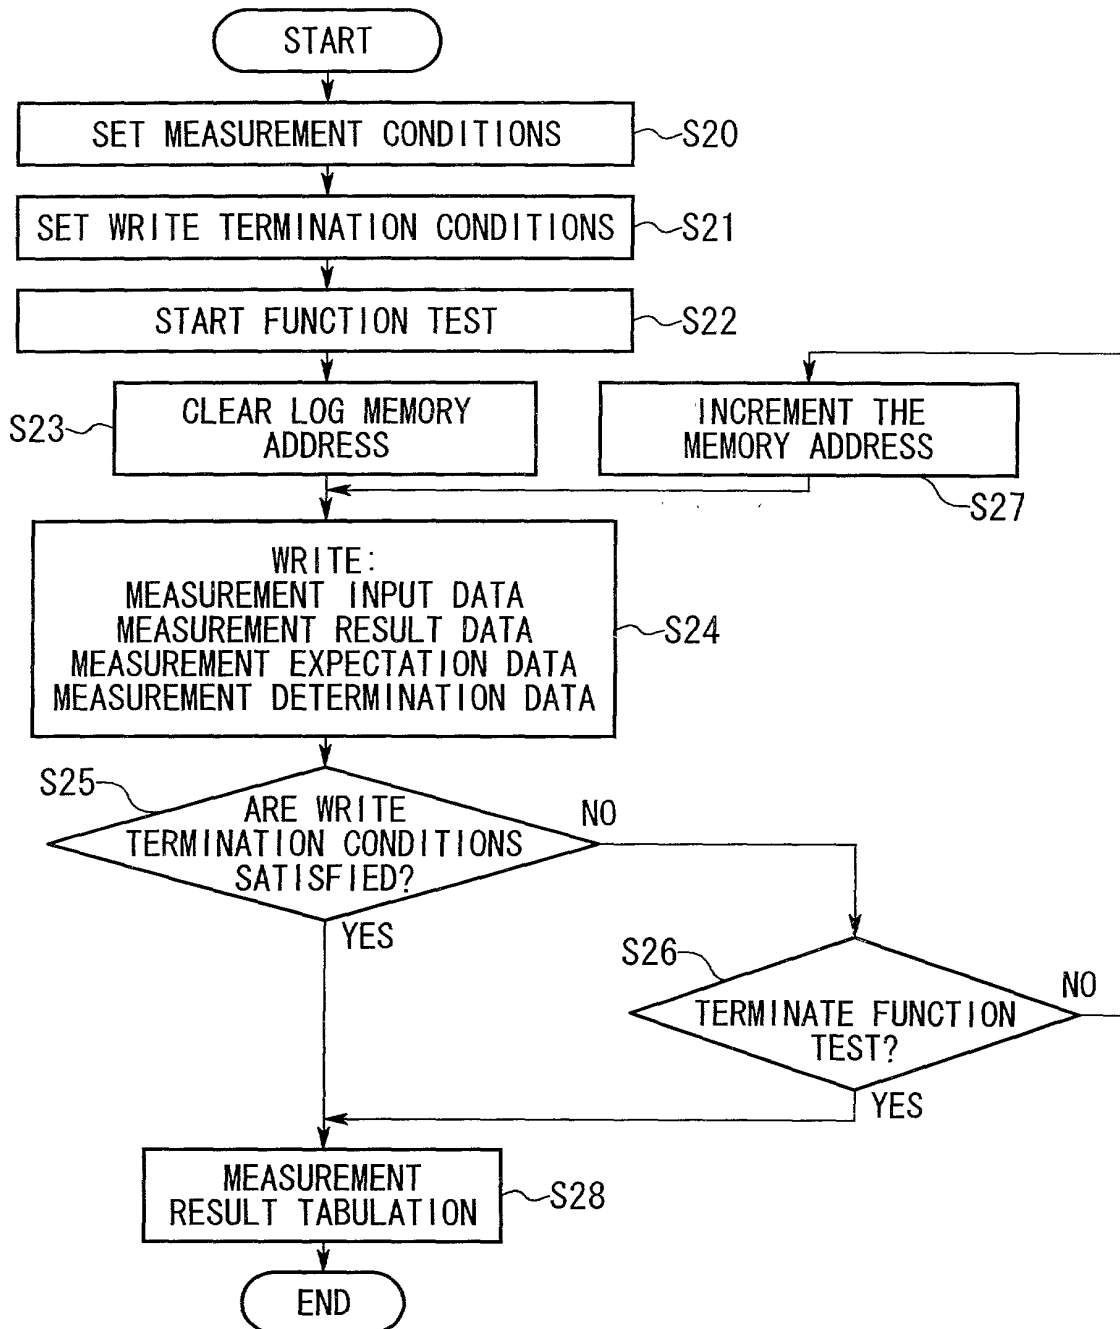 START
SET MEASUREMENT CONDITIONS
S20
SET WRITE TERMINATION CONDITIONS
S21
START FUNCTION TEST
S22
S23
CLEAR LOG MEMORY
ADDRESS
INCREMENT THE
MEMORY ADDRESS
S27
WRITE:
MEASUREMENT INPUT DATA
MEASUREMENT RESULT DATA
MEASUREMENT EXPECTATION DATA
MEASUREMENT DETERMINATION DATA
S24
S25
ARE WRITE
TERMINATION CONDITIONS
SATISFIED?
NO
YES
S26
TERMINATE FUNCTION
TEST?
NO
YES
MEASUREMENT
RESULT TABULATION
S28
END